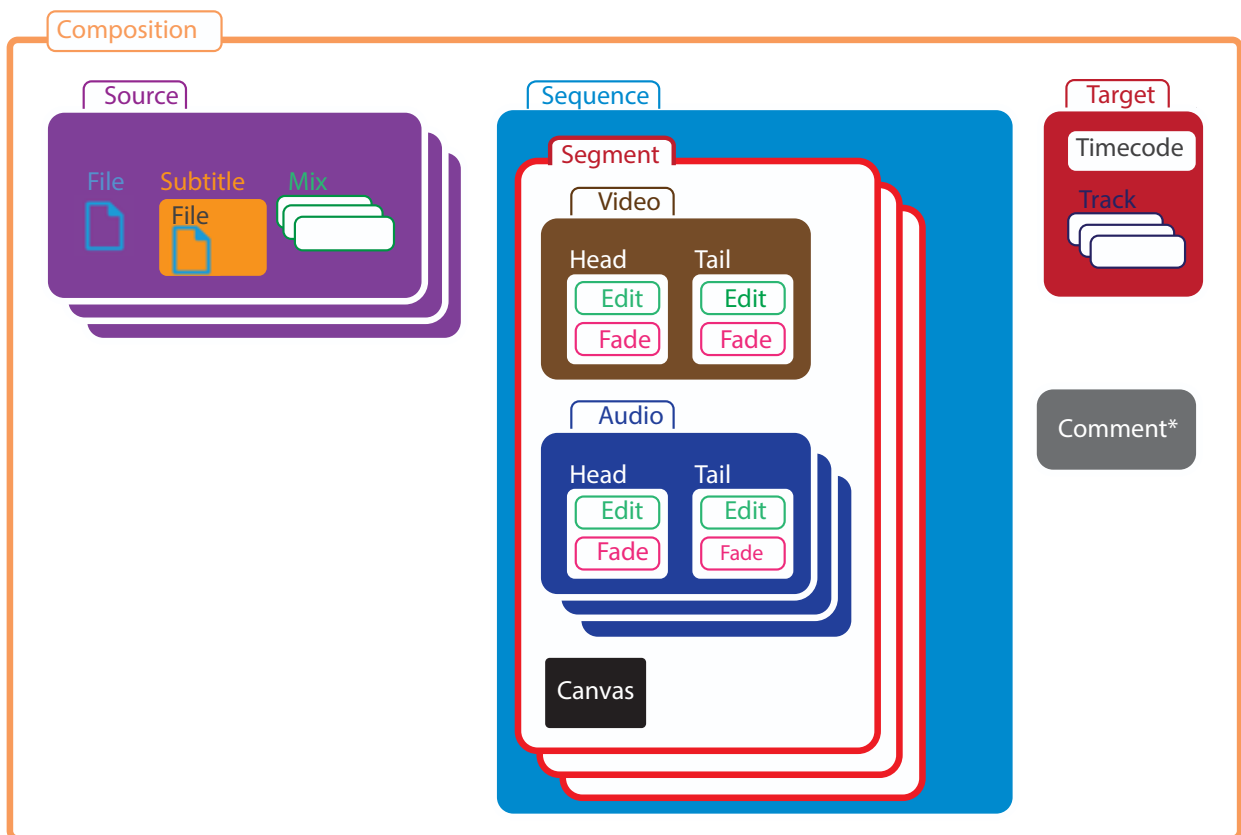 Composition
Source
File
Subtitle
Mix
File
Sequence
Segment
Video
Head
Tail
Edit
Edit
Fade
Fade
Audio
Head
Tail
Edit
Edit
Fade
Fade
Canvas
Target
Timecode
Track
Comment*